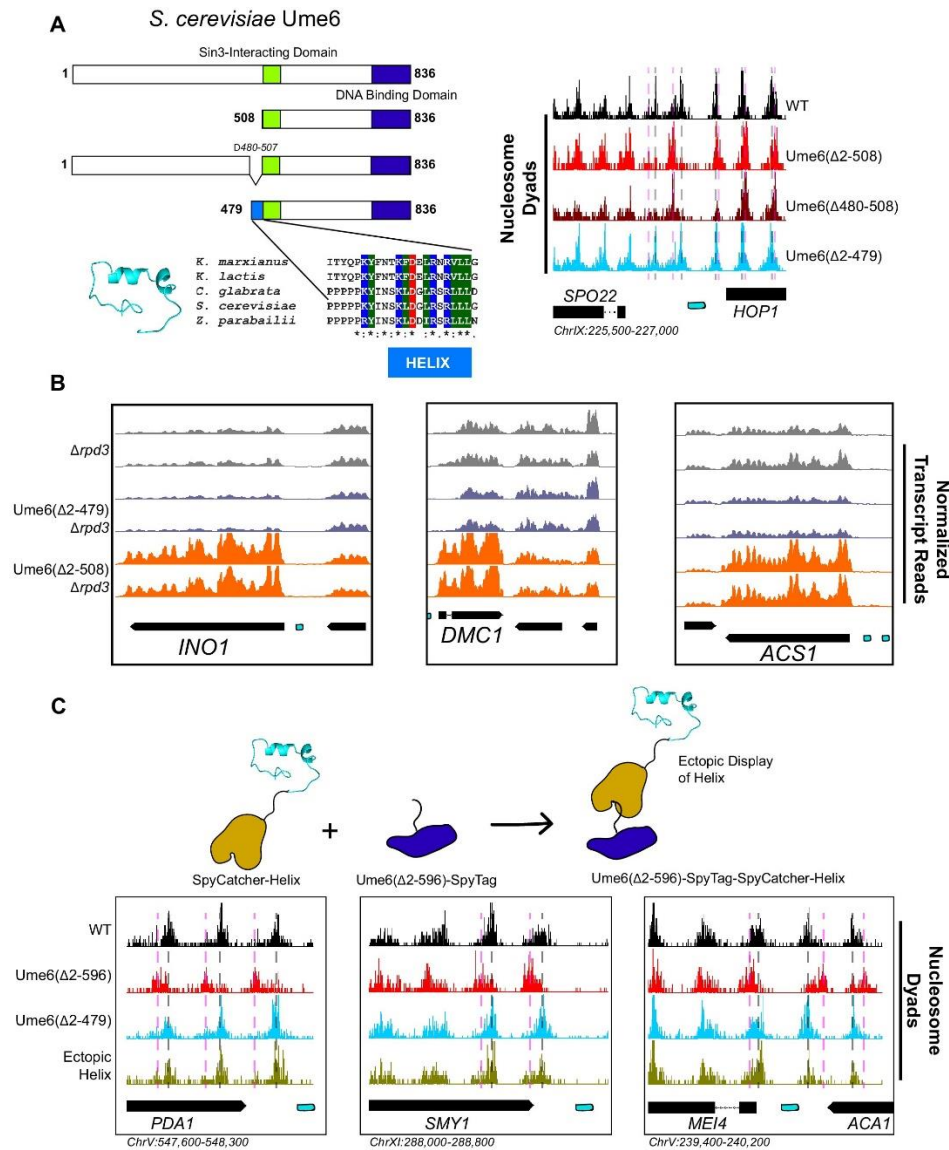 S. cerevisiae Ume6
A
Sin3-Interacting Domain
1
836
DNA Binding Domain
508
836
D480-507
1
836
479
836
K. marxianus ITYQPKYFNTKFDELRNRVLLG
K. lactis ITYQPKYFNTKFDELRNRVLLG
C. glabrata PPPPPKYINSKLDGLRSRLLLD
S. cerevisiae PPPPPKYINSKLDGLRSRLLLD
Z. parabailii PPPPPRYINSKLDDIRSRLLLN
HELIX
Nucleosome
Dyads
WT
Ume6(Δ2-508)
Ume6(Δ480-508)
Ume6(Δ2-479)
SPO22
HOP1
ChrIX:225,500-227,000
B
Δrpd3
Ume6(Δ2-479)
Δrpd3
Ume6(Δ2-508)
Δrpd3
INO1
DMC1
ACS1
Normalized
Transcript Reads
C
SpyCatcher-Helix
+
Ume6(Δ2-596)-SpyTag
Ectopic Display
of Helix
Ume6(Δ2-596)-SpyTag-SpyCatcher-Helix
WT
Ume6(Δ2-596)
Ume6(Δ2-479)
Ectopic
Helix
PDA1
ChrV:547,600-548,300
SMY1
ChrXI:288,000-288,800
MEI4
ACA1
ChrV:239,400-240,200
Nucleosome
Dyads